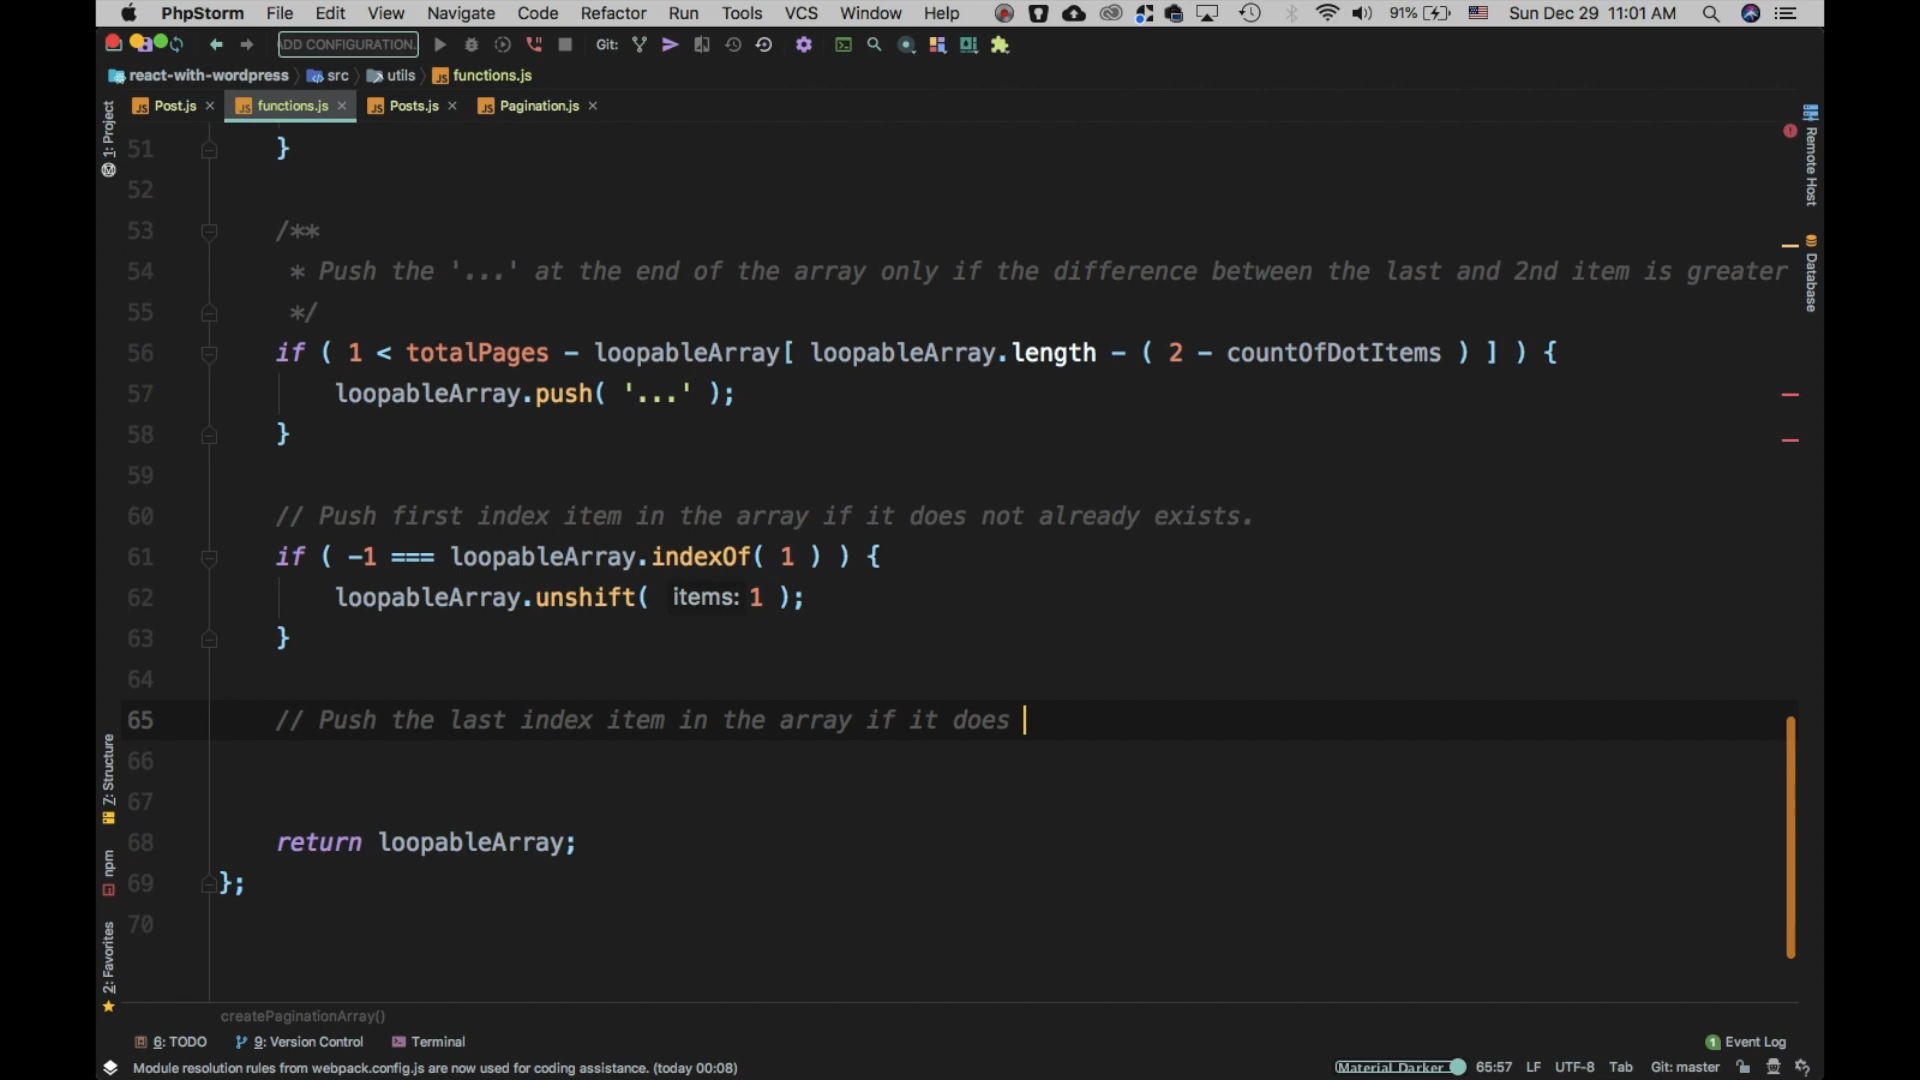 PhpStorm File Edit View Navigate Code Refactor Run Tools VCS Window Help 91% Sun Dec 29 11:01 AM
ADD CONFIGURATION. Git:
react-with-wordpress src utils functions.js
Post.js functions.js Posts.js Pagination.js
1: Project
Remote Host
Database
51 }
52
53 /**
54 * Push the '...' at the end of the array only if the difference between the last and 2nd item is greater
55 */
56 if ( 1 < totalPages - loopableArray[ loopableArray.length - ( 2 - countOfDotItems ) ] ) {
57 loopableArray.push( '...' );
58 }
59
60 // Push first index item in the array if it does not already exists.
61 if ( -1 === loopableArray.indexOf( 1 ) ) {
62 loopableArray.unshift( items: 1 );
63 }
64
65 // Push the last index item in the array if it does
66
67
68 return loopableArray;
69 };
70
Z: Structure
npm
2: Favorites
createPaginationArray()
6: TODO 9: Version Control Terminal 1 Event Log
Module resolution rules from webpack.config.js are now used for coding assistance. (today 00:08) Material Darker 65:57 LF UTF-8 Tab Git: master